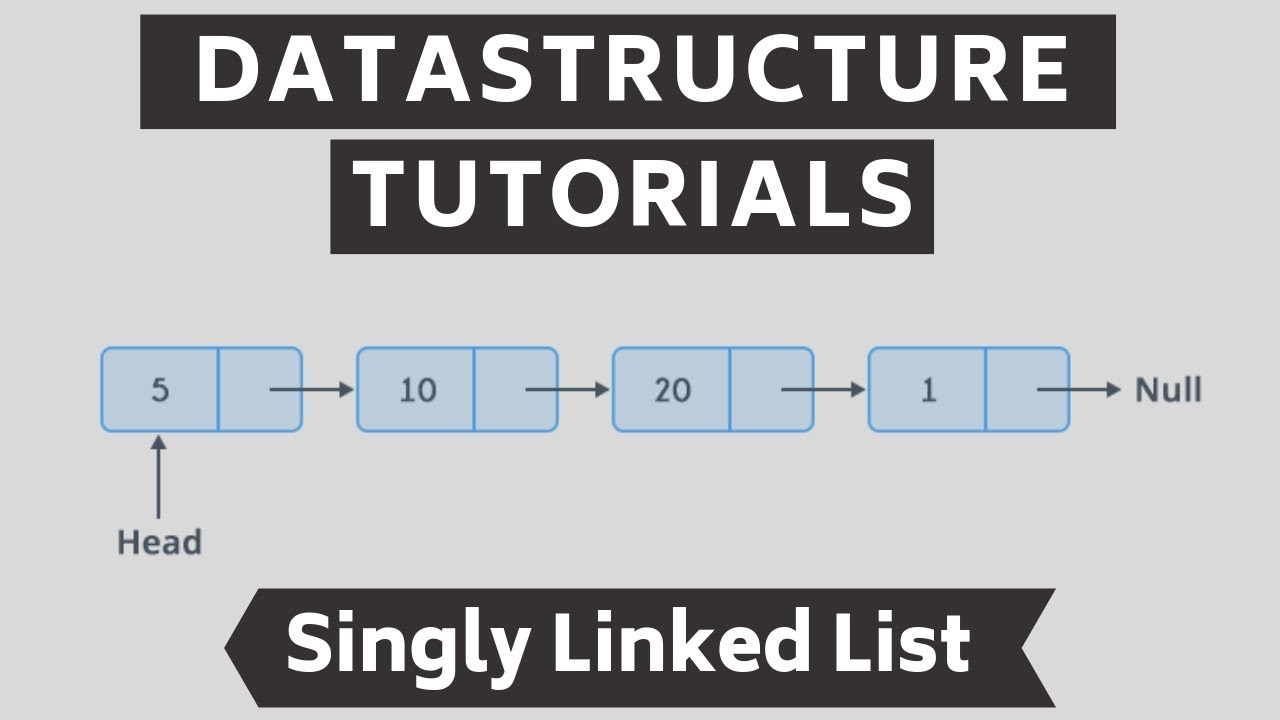 DATASTRUCTURE
TUTORIALS
5 10 20 1 Null
Head
Singly Linked List